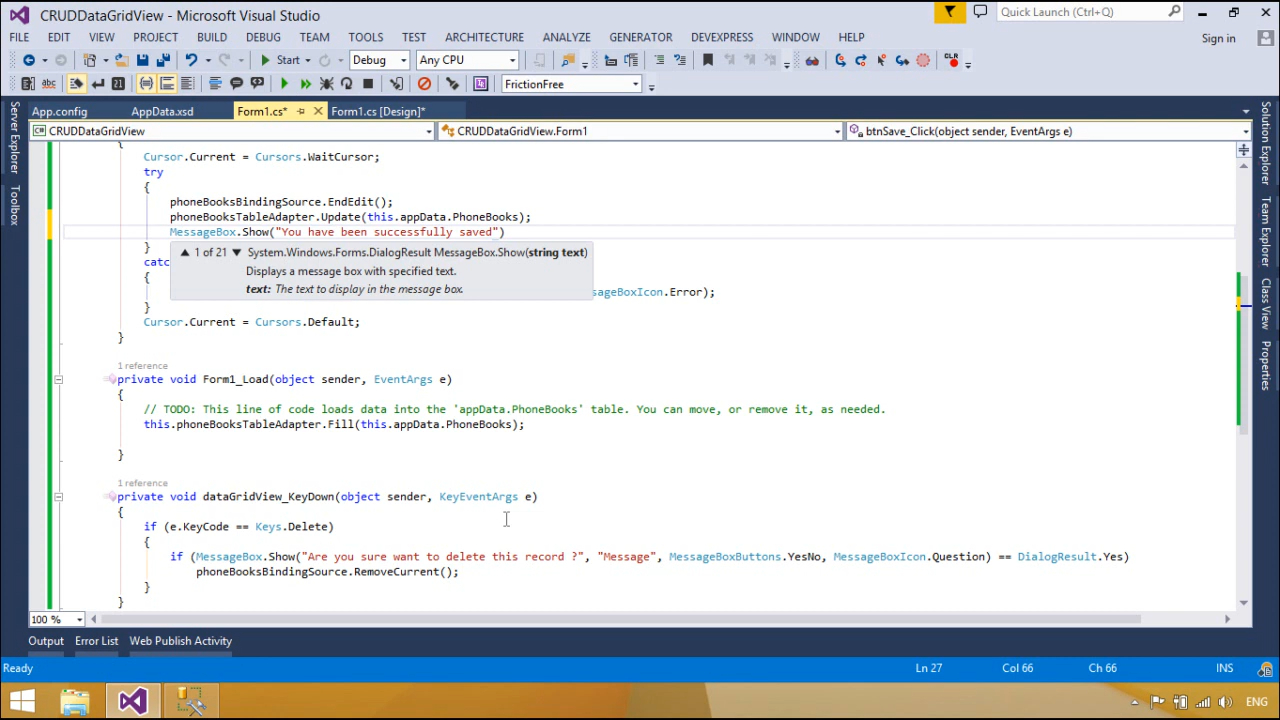 CRUDDataGridView - Microsoft Visual Studio
Quick Launch (Ctrl+Q)
FILE EDIT VIEW PROJECT BUILD DEBUG TEAM TOOLS TEST ARCHITECTURE ANALYZE GENERATOR DEVEXPRESS WINDOW HELP
Sign in
Start Debug Any CPU
FrictionFree
App.config AppData.xsd Form1.cs* Form1.cs [Design]*
CRUDDataGridView CRUDDataGridView.Form1 btnSave_Click(object sender, EventArgs e)
{
Cursor.Current = Cursors.WaitCursor;
try
{
phoneBooksBindingSource.EndEdit();
phoneBooksTableAdapter.Update(this.appData.PhoneBooks);
MessageBox.Show("You have been successfully saved")
}
1 of 21 System.Windows.Forms.DialogResult MessageBox.Show(string text)
catc
Displays a message box with specified text.
{
text: The text to display in the message box.
ssageBoxIcon.Error);
}
Cursor.Current = Cursors.Default;
}
1 reference
private void Form1_Load(object sender, EventArgs e)
{
// TODO: This line of code loads data into the 'appData.PhoneBooks' table. You can move, or remove it, as needed.
this.phoneBooksTableAdapter.Fill(this.appData.PhoneBooks);
}
1 reference
private void dataGridView_KeyDown(object sender, KeyEventArgs e)
{
if (e.KeyCode == Keys.Delete)
{
if (MessageBox.Show("Are you sure want to delete this record ?", "Message", MessageBoxButtons.YesNo, MessageBoxIcon.Question) == DialogResult.Yes)
phoneBooksBindingSource.RemoveCurrent();
}
}
100 %
Server Explorer
Toolbox
Solution Explorer
Team Explorer
Class View
Properties
Output Error List Web Publish Activity
Ready Ln 27 Col 66 Ch 66 INS
ENG